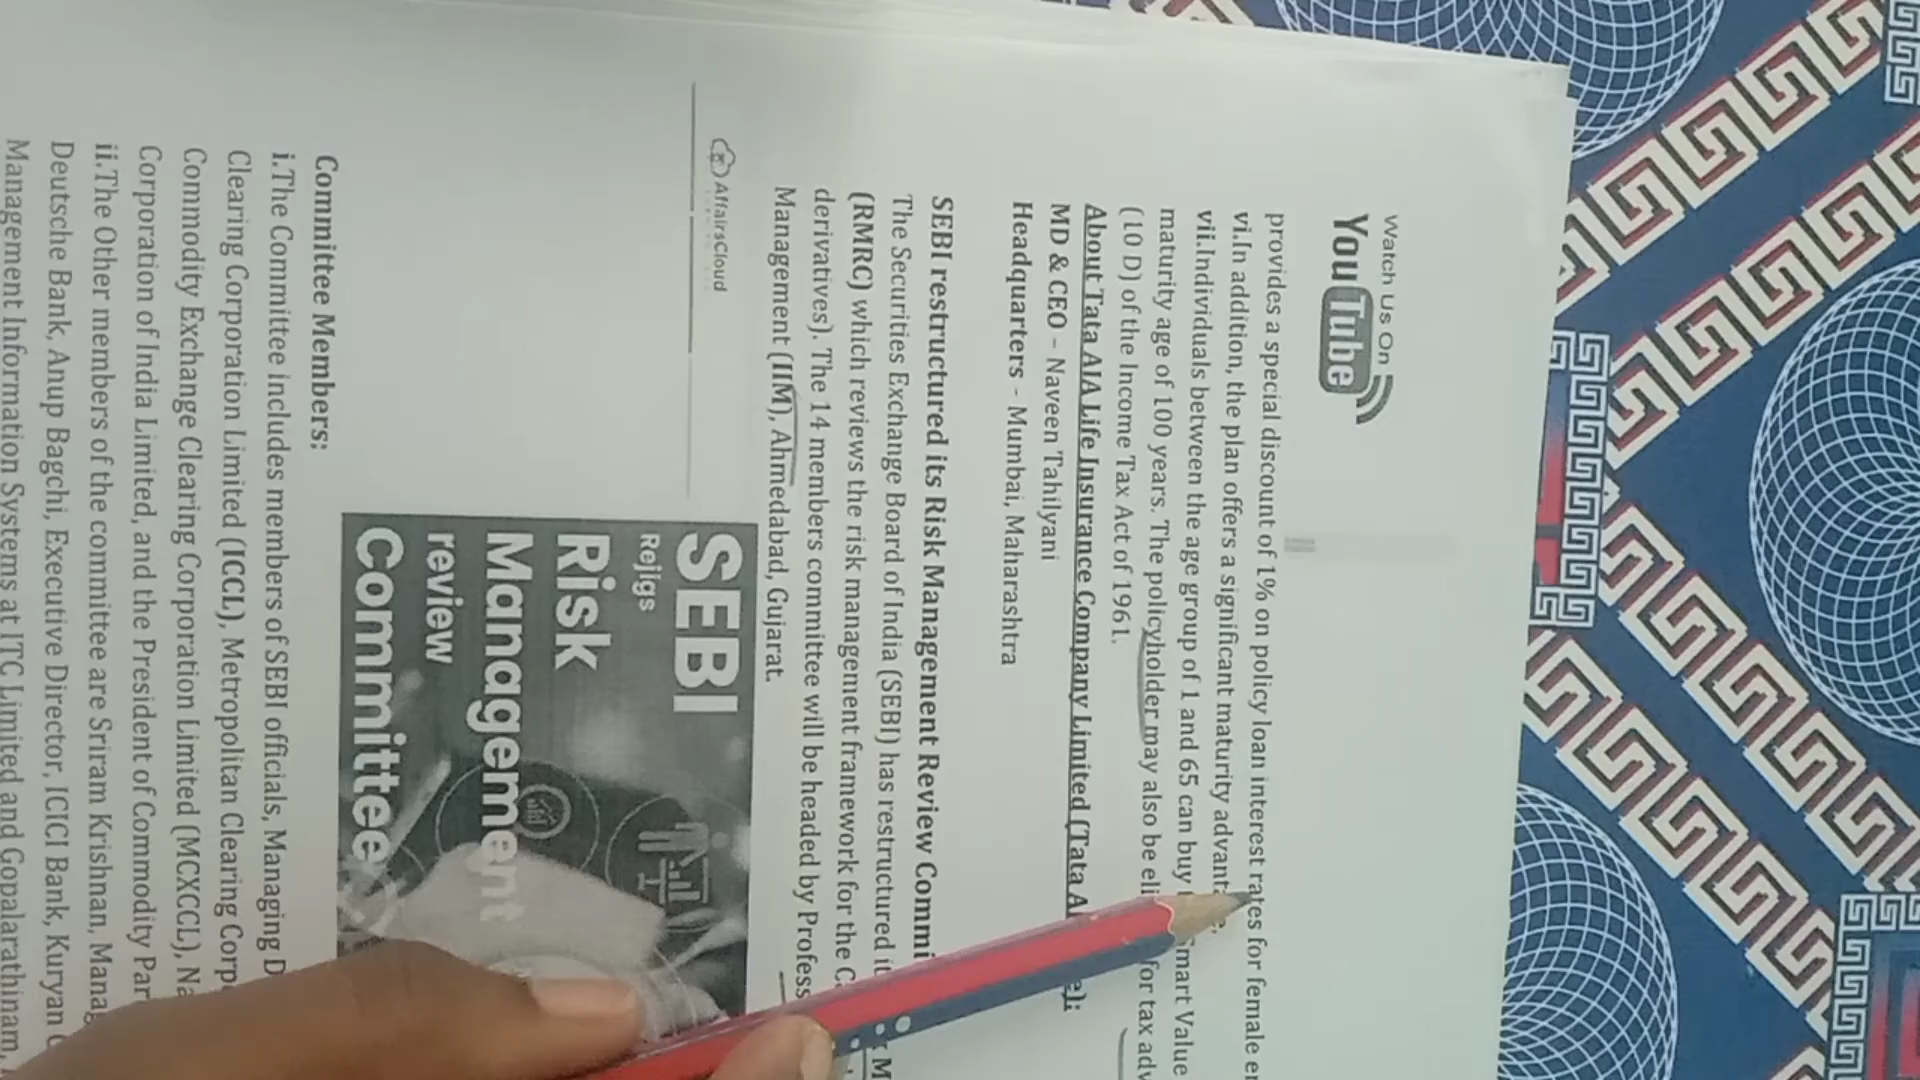 Watch Us On
YouTube
provides a special discount of 1% on policy loan interest rates for female
vi.In addition, the plan offers a significant maturity
vii.Individuals between the age group of 1 and 65 can buy Smart Value
maturity age of 100 years. The policyholder may also be for tax
(10 D) of the Income Tax Act of 1961.
About Tata AIA Life Insurance Company Limited (Tata
MD & CEO – Naveen Tahilyani
Headquarters – Mumbai, Maharashtra
SEBI restructured its Risk Management Review
The Securities Exchange Board of India (SEBI) has restructured
(RMRC) which reviews the risk management framework for the
derivatives). The 14 members committee will be headed by
Management (IIM), Ahmedabad, Gujarat.
AffairsCloud
SEBI
Rejigs
Risk
Management
review
Committee
Committee Members:
i.The Committee includes members of SEBI officials, Managing
Clearing Corporation Limited (ICCL), Metropolitan Clearing
Commodity Exchange Clearing Corporation Limited (MCXCCL),
Corporation of India Limited, and the President of Commodity
ii.The Other members of the committee are Sriram Krishnan,
Deutsche Bank, Anup Bagchi, Executive Director, ICICI Bank, Kuryan
Management Information Systems at ITC Limited and Gopalarathinam,